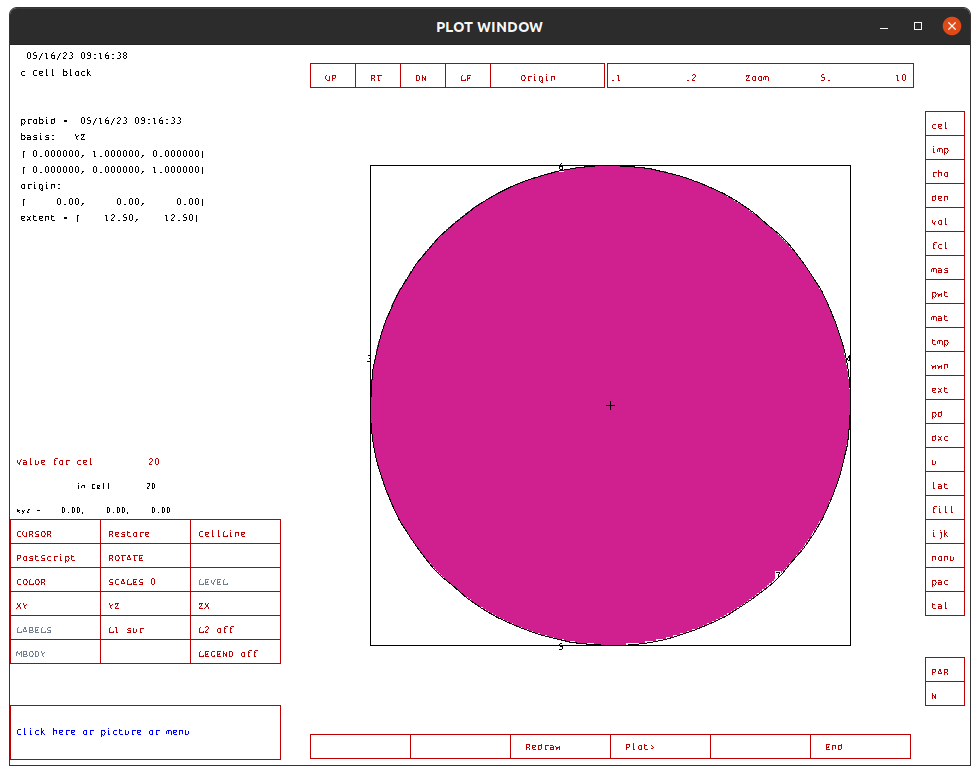 PLOT WINDOW
05/16/23 09:16:38
c Cell block
UP RT DN LF Origin .1 .2 Zoom 5. 10
probid = 05/16/23 09:16:33
basis: YZ
( 0.000000, 1.000000, 0.000000)
( 0.000000, 0.000000, 1.000000)
origin:
( 0.00, 0.00, 0.00)
extent = ( 12.50, 12.50)
6
3
4
7
5
cel
imp
rho
den
vol
fcl
mas
pwt
mat
tmp
wwn
ext
pd
dxc
u
lat
fill
ijk
nonu
pac
tal
PAR
N
Value for cel 20
in Cell 20
xyz = 0.00, 0.00, 0.00
CURSOR Restore CellLine
PostScript ROTATE
COLOR SCALES 0 LEVEL
XY YZ ZX
LABELS L1 sur L2 off
MBODY LEGEND off
Click here or picture or menu
Redraw Plot> End